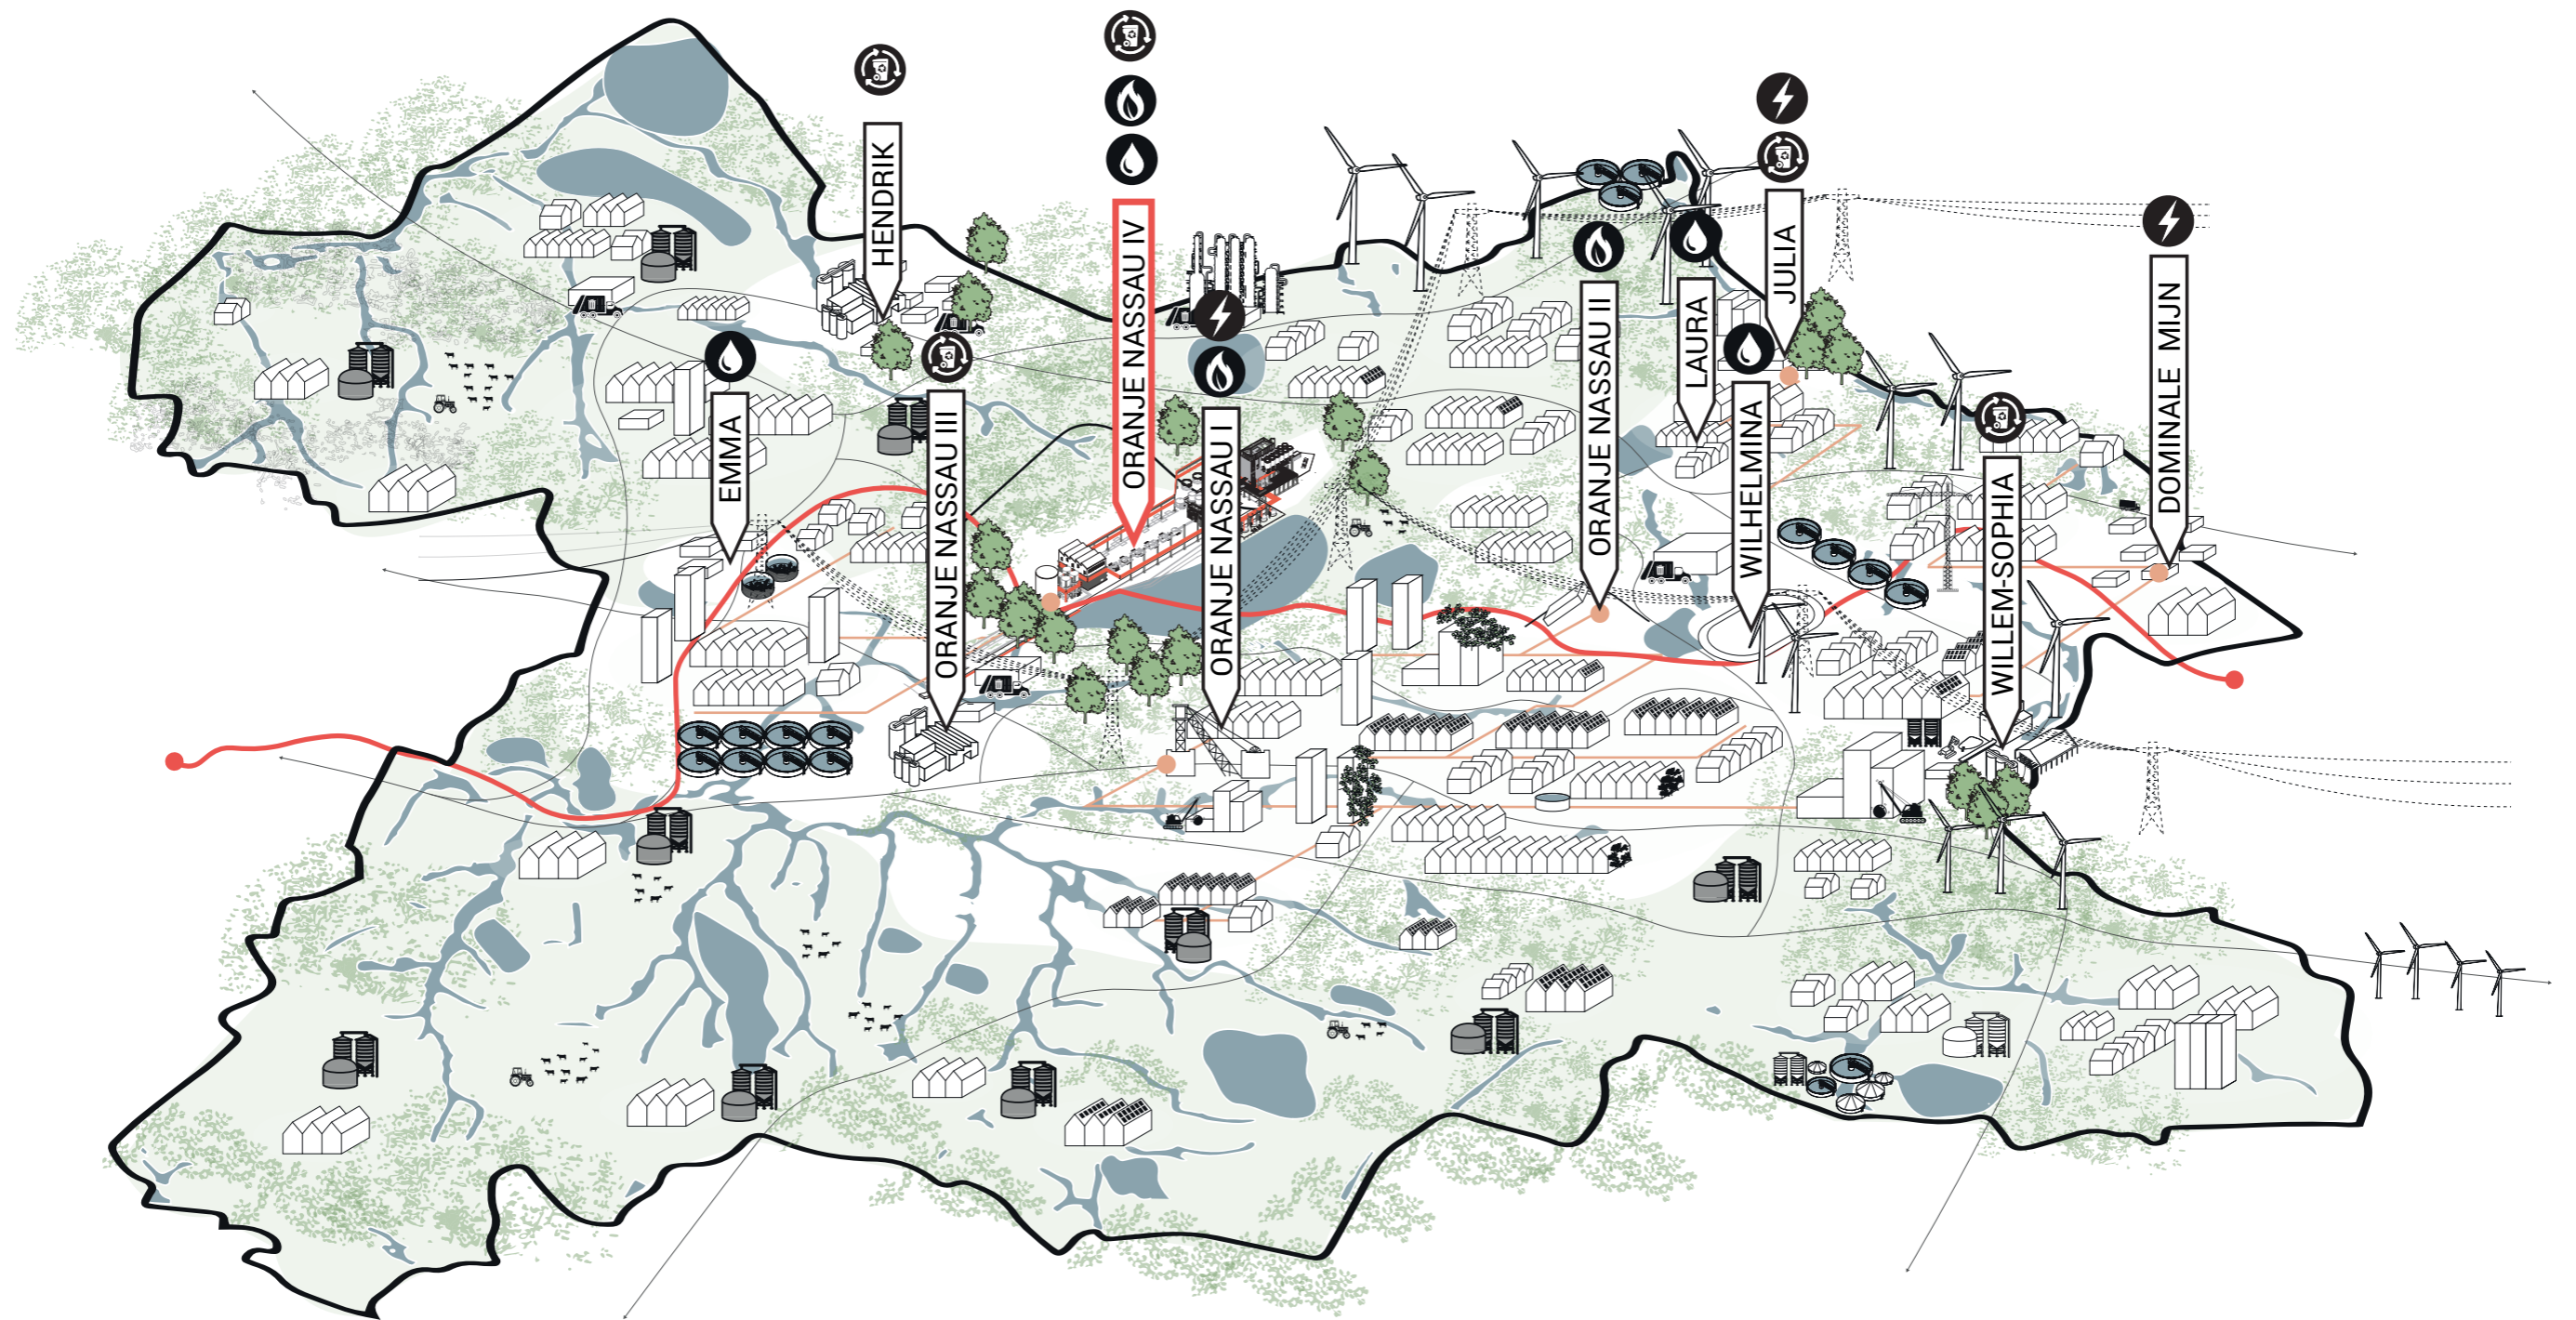 HENDRIK
ORANJE NASSAU IV
EMMA
ORANJE NASSAU III
ORANJE NASSAU I
ORANJE NASSAU II
LAURA
JULIA
WILHELMINA
WILLEM-SOPHIA
DOMINALE MIJN